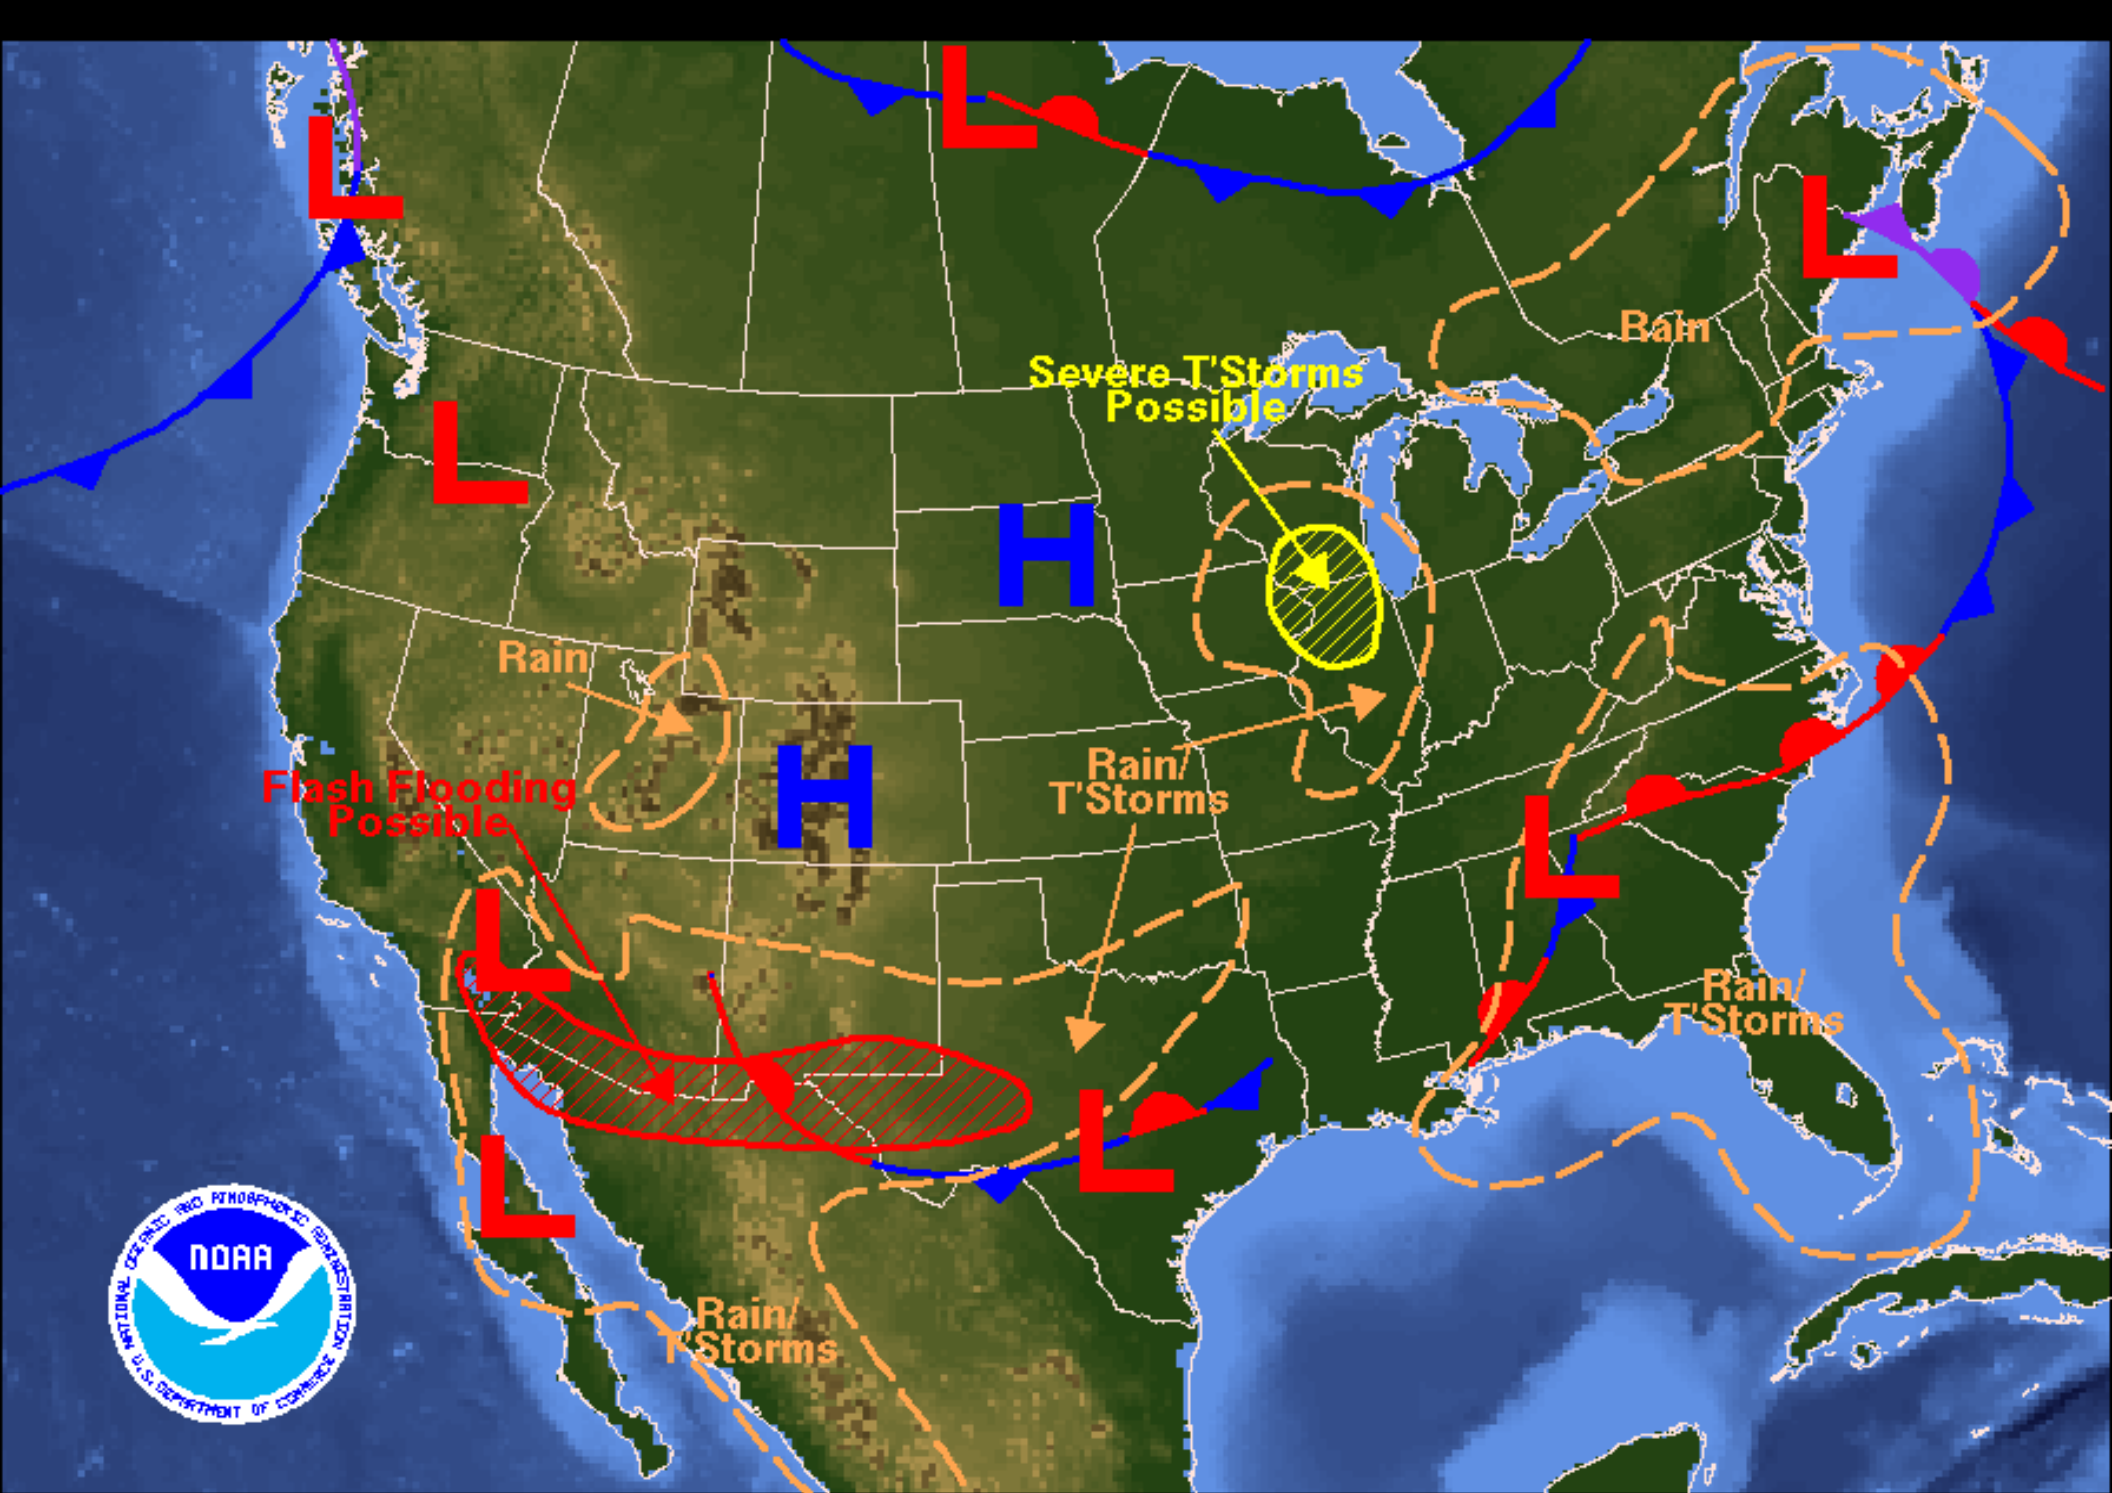 L
L
L
Rain
Severe T'Storms
Possible
L
H
Rain
H
Flash Flooding
Possible
Rain/
T'Storms
L
L
Rain/
T'Storms
L
L
Rain/
T'Storms
NOAA
NATIONAL OCEANIC AND ATMOSPHERIC ADMINISTRATION
U.S. DEPARTMENT OF COMMERCE